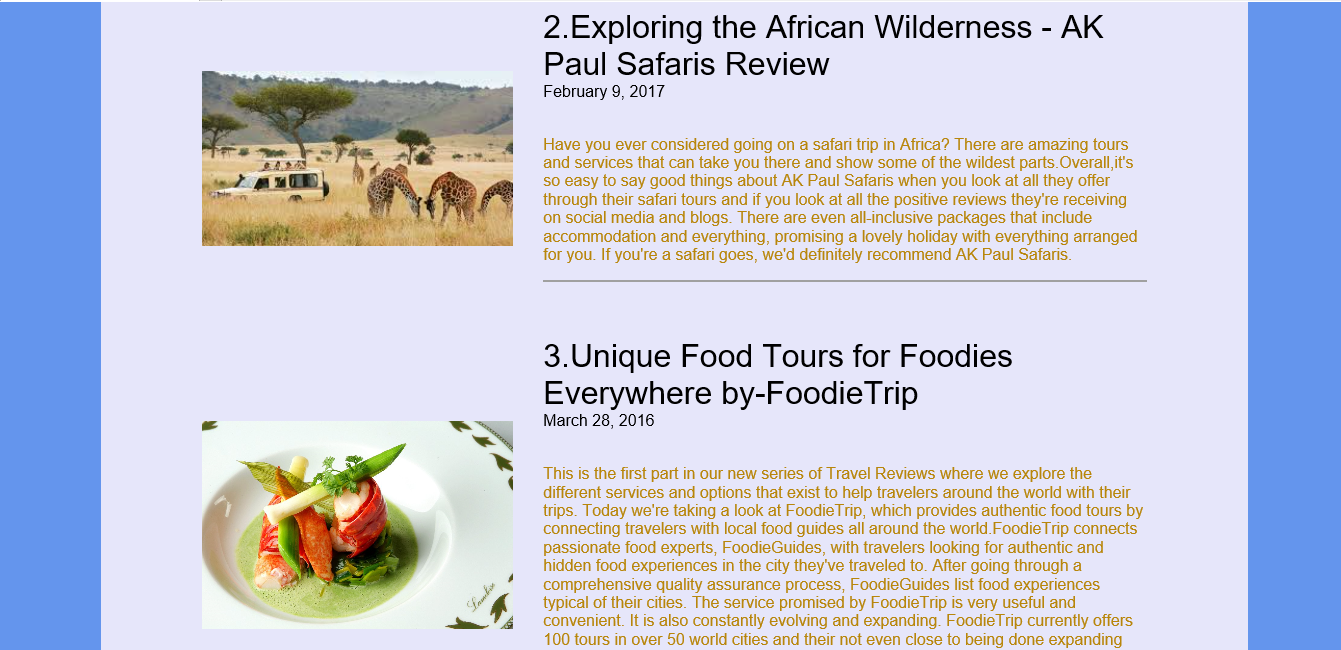 2.Exploring the African Wilderness - AK
Paul Safaris Review
February 9, 2017
Have you ever considered going on a safari trip in Africa? There are amazing tours
and services that can take you there and show some of the wildest parts.Overall,it's
so easy to say good things about AK Paul Safaris when you look at all they offer
through their safari tours and if you look at all the positive reviews they're receiving
on social media and blogs. There are even all-inclusive packages that include
accommodation and everything, promising a lovely holiday with everything arranged
for you. If you're a safari goes, we'd definitely recommend AK Paul Safaris.
3.Unique Food Tours for Foodies
Everywhere by-FoodieTrip
March 28, 2016
This is the first part in our new series of Travel Reviews where we explore the
different services and options that exist to help travelers around the world with their
trips. Today we're taking a look at FoodieTrip, which provides authentic food tours by
connecting travelers with local food guides all around the world.FoodieTrip connects
passionate food experts, FoodieGuides, with travelers looking for authentic and
hidden food experiences in the city they've traveled to. After going through a
comprehensive quality assurance process, FoodieGuides list food experiences
typical of their cities. The service promised by FoodieTrip is very useful and
convenient. It is also constantly evolving and expanding. FoodieTrip currently offers
100 tours in over 50 world cities and their not even close to being done expanding